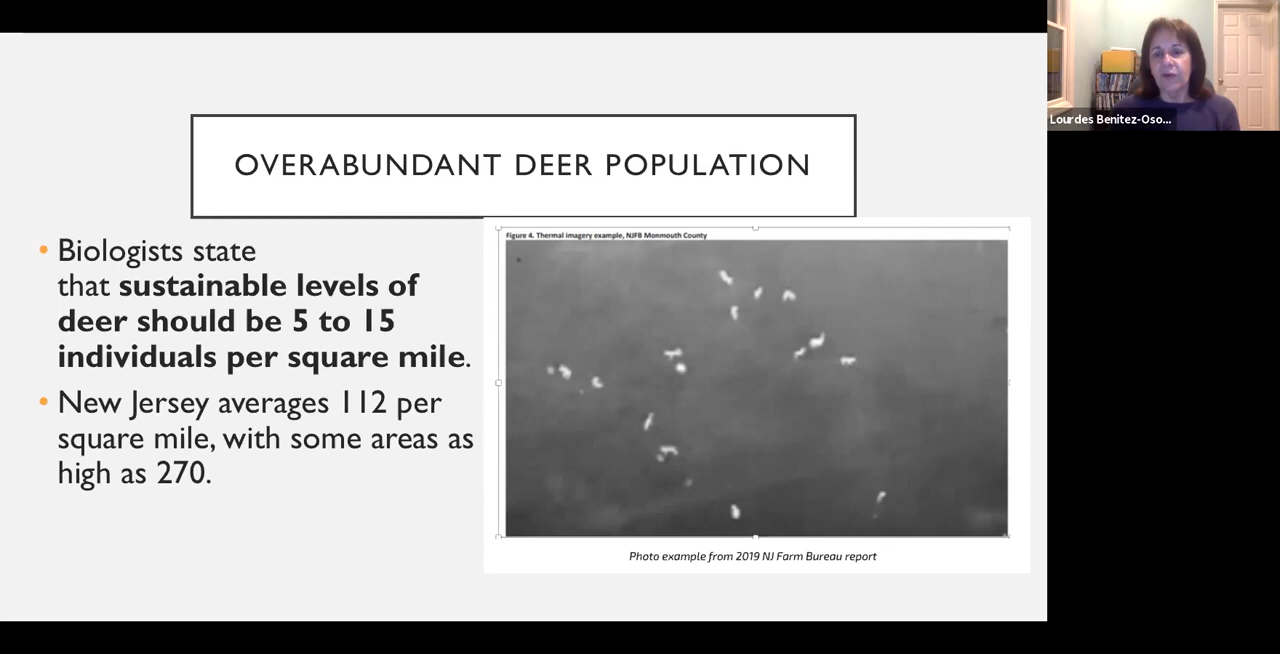 Lourdes Benitez-Oso...
OVERABUNDANT DEER POPULATION
• Biologists state
that sustainable levels of
deer should be 5 to 15
individuals per square mile.
• New Jersey averages 112 per
square mile, with some areas as
high as 270.
Figure 4. Thermal imagery example, NJFB Monmouth County
Photo example from 2019 NJ Farm Bureau report